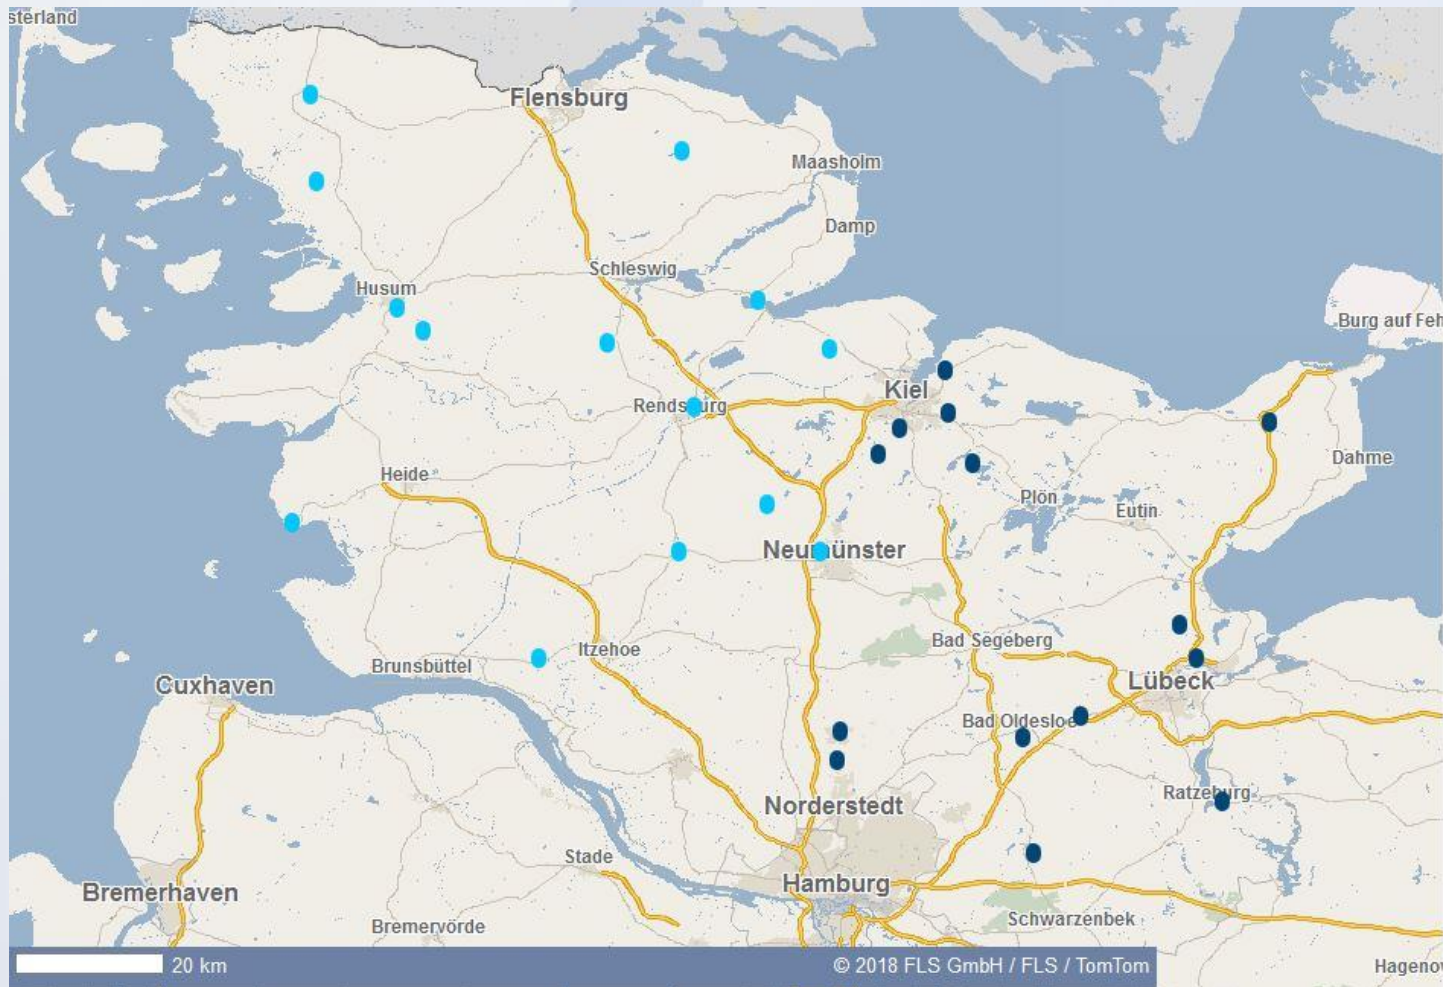 sterland
Flensburg
Maasholm
Damp
Schleswig
Husum
Burg auf Feh
Kiel
Rendsburg
Dahme
Heide
Plön
Eutin
Neumünster
Bad Segeberg
Itzehoe
Brunsbüttel
Lübeck
Cuxhaven
Bad Oldesloe
Ratzeburg
Norderstedt
Stade
Hamburg
Bremerhaven
Schwarzenbek
Bremervörde
20 km
© 2018 FLS GmbH / FLS / TomTom
Hageno